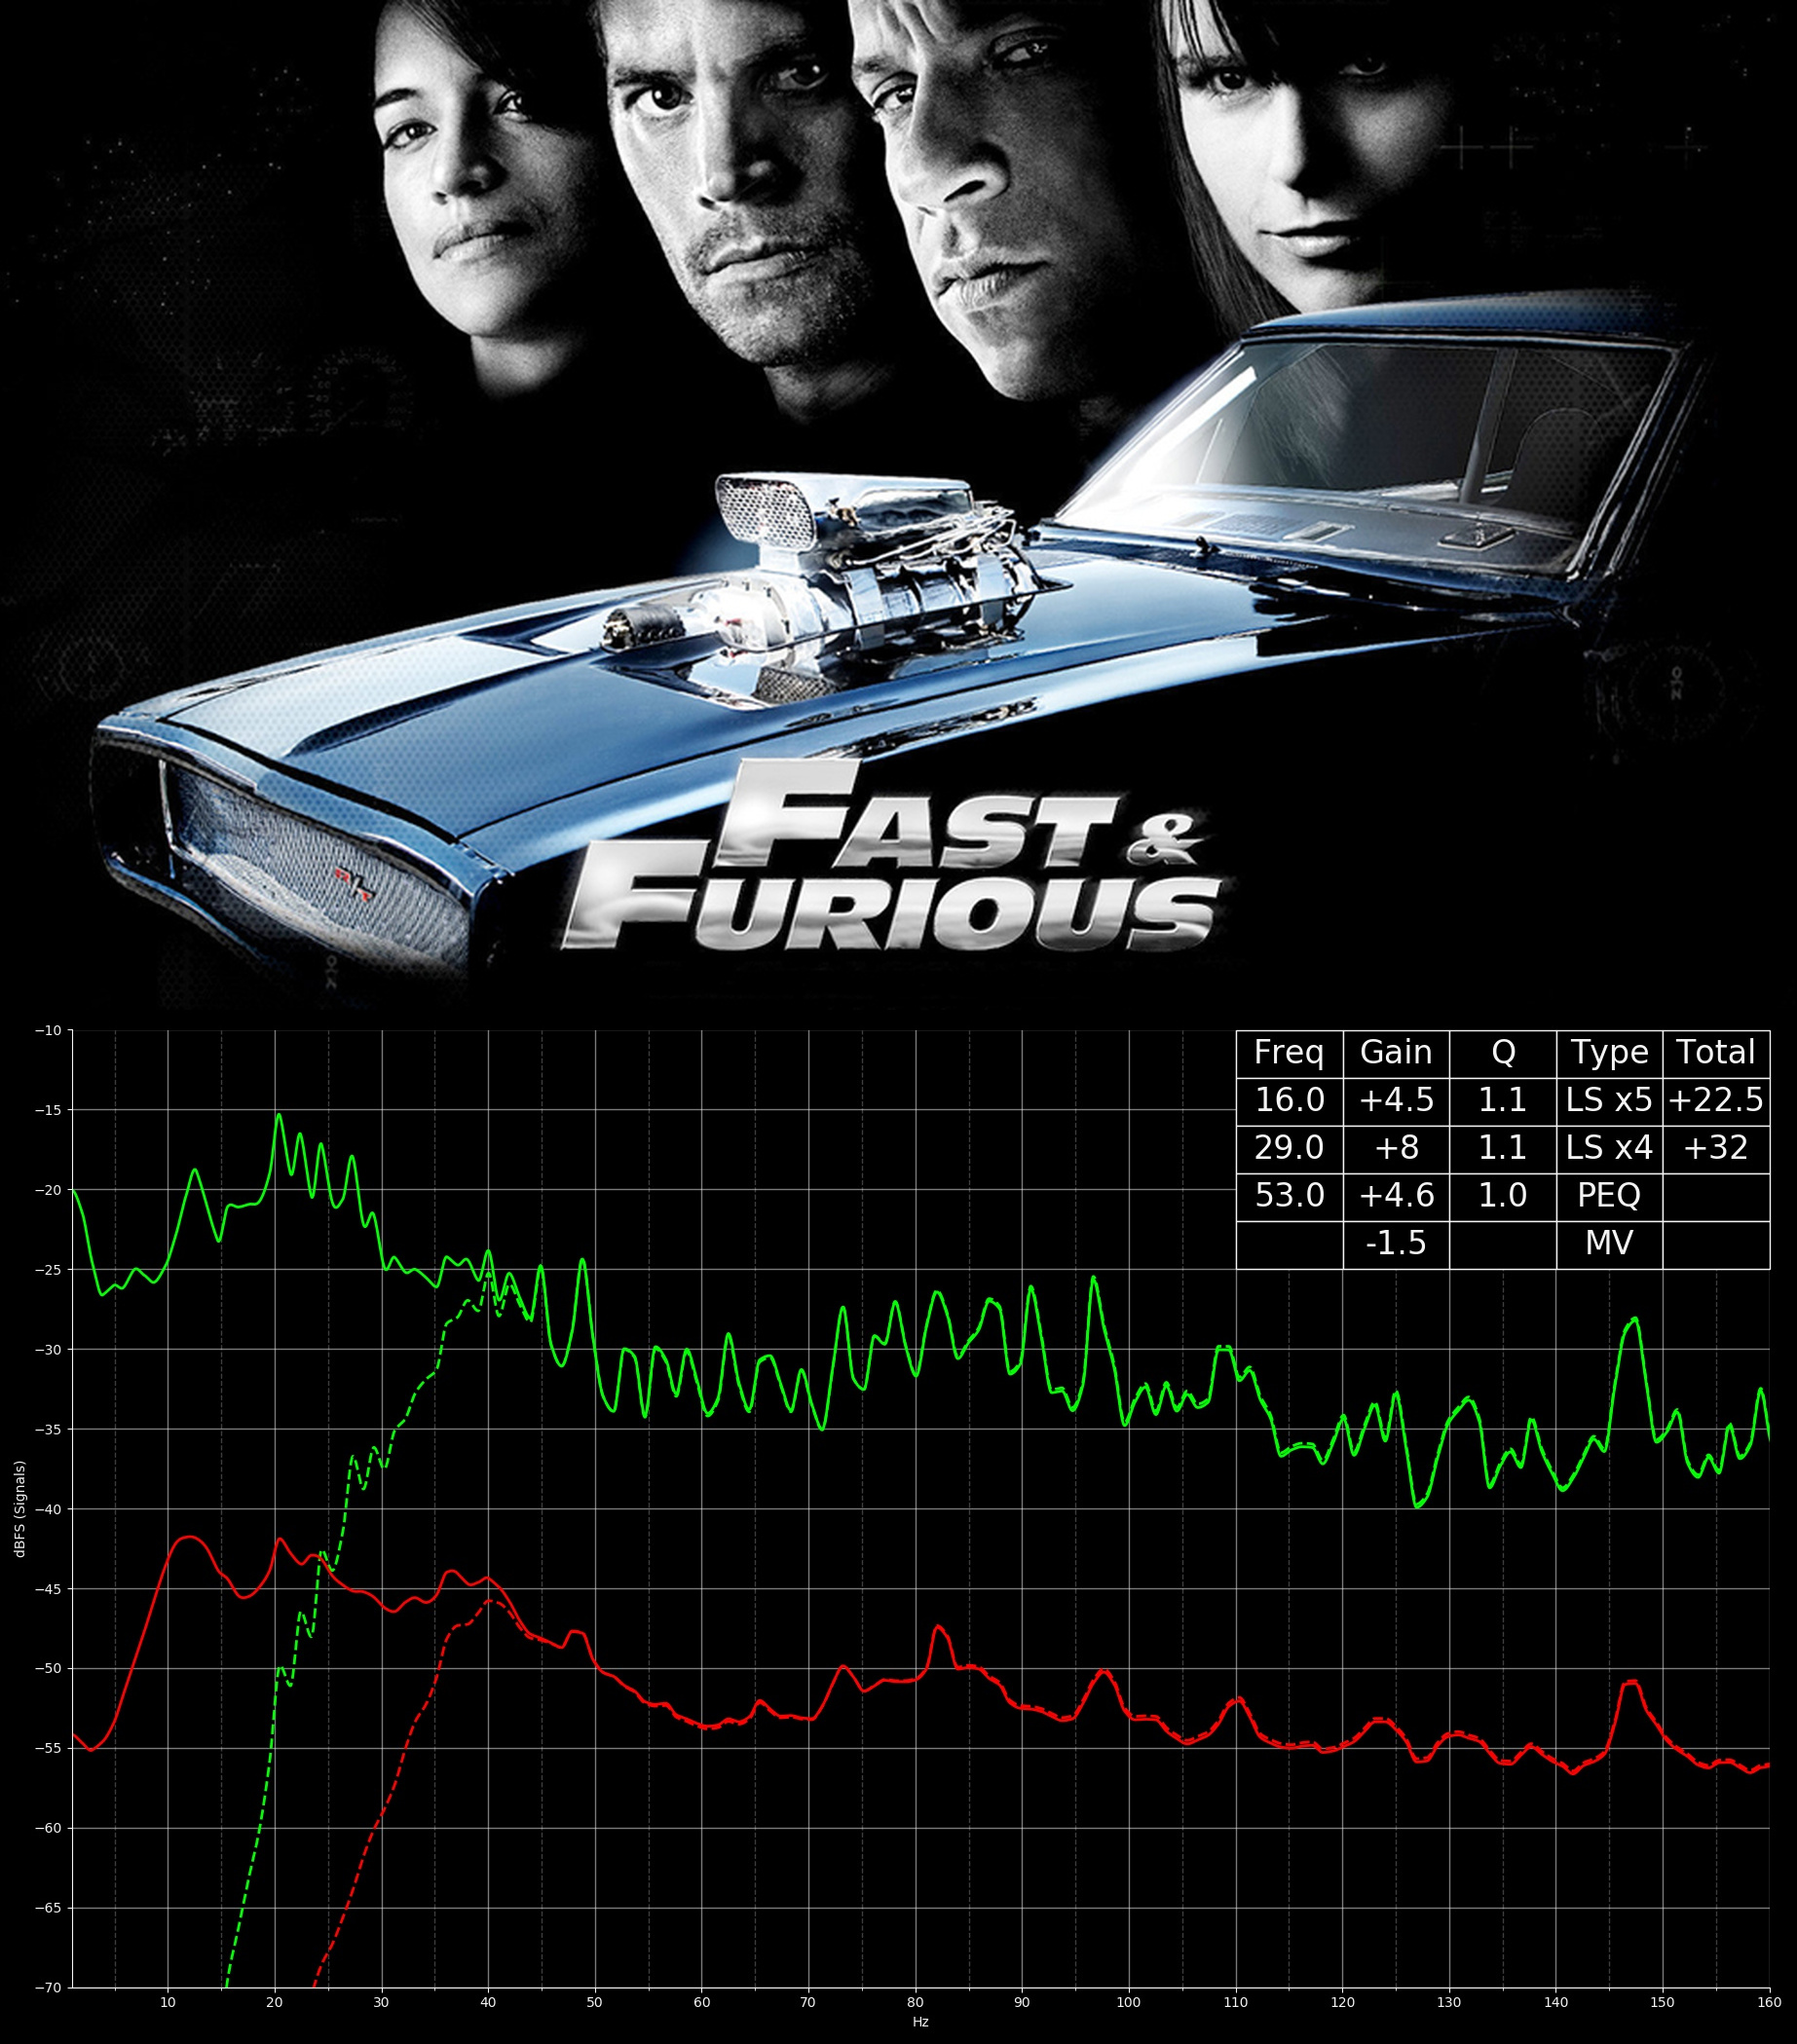 FAST &
FURIOUS
R/T
Freq Gain Q Type Total
16.0 +4.5 1.1 LS x5 +22.5
29.0 +8 1.1 LS x4 +32
53.0 +4.6 1.0 PEQ
-1.5 MV
−10
−15
−20
−25
−30
−35
−40
−45
−50
−55
−60
−65
−70
dBFS (Signals)
10 20 30 40 50 60 70 80 90 100 110 120 130 140 150 160
Hz